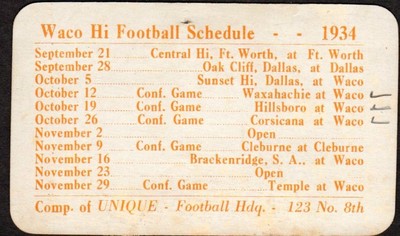 Waco Hi Football Schedule - - 1934
September 21 Central Hi, Ft. Worth, at Ft. Worth
September 28 Oak Cliff, Dallas, at Dallas
October 5 Sunset Hi, Dallas, at Waco
October 12 Conf. Game Waxahachie at Waco
October 19 Conf. Game Hillsboro at Waco
October 26 Conf. Game Corsicana at Waco
November 2 Open
November 9 Conf. Game Cleburne at Cleburne
November 16 Brackenridge, S. A., at Waco
November 23 Open
November 29 Conf. Game Temple at Waco
Comp. of UNIQUE - Football Hdq. - 123 No. 8th